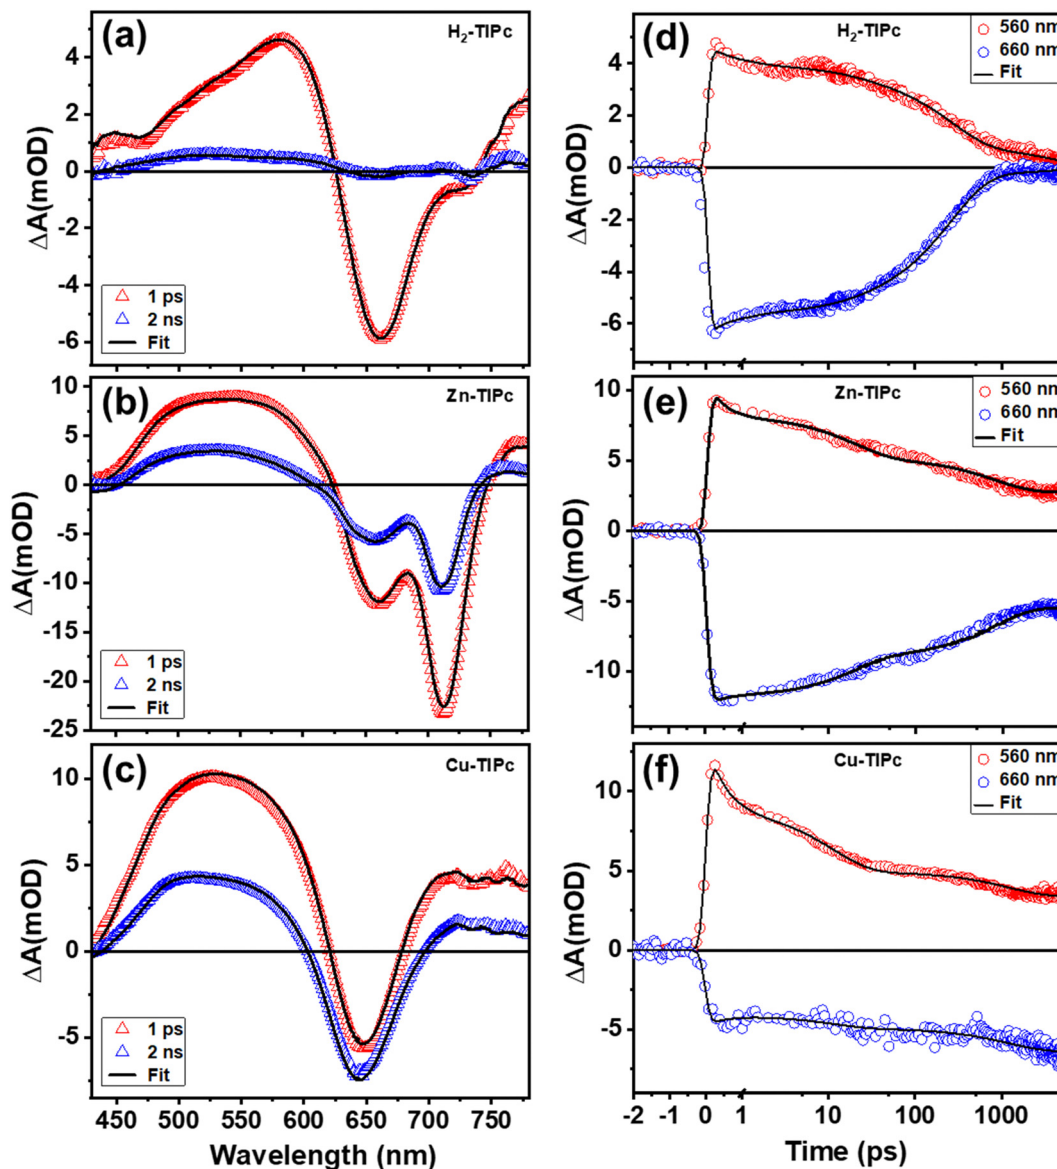 (a)
H₂-TIPc
ΔA(mOD)
4
2
0
-2
-4
-6
1 ps
2 ns
Fit
(b)
Zn-TIPc
ΔA(mOD)
10
5
0
-5
-10
-15
-20
-25
1 ps
2 ns
Fit
(c)
Cu-TIPc
ΔA(mOD)
10
5
0
-5
1 ps
2 ns
Fit
450 500 550 600 650 700 750
Wavelength (nm)
(d)
H₂-TIPc
560 nm
660 nm
Fit
ΔA(mOD)
4
2
0
-2
-4
-6
(e)
Zn-TIPc
560 nm
660 nm
Fit
ΔA(mOD)
10
5
0
-5
-10
(f)
Cu-TIPc
560 nm
660 nm
Fit
ΔA(mOD)
10
5
0
-5
-2 -1 0 1 10 100 1000
Time (ps)